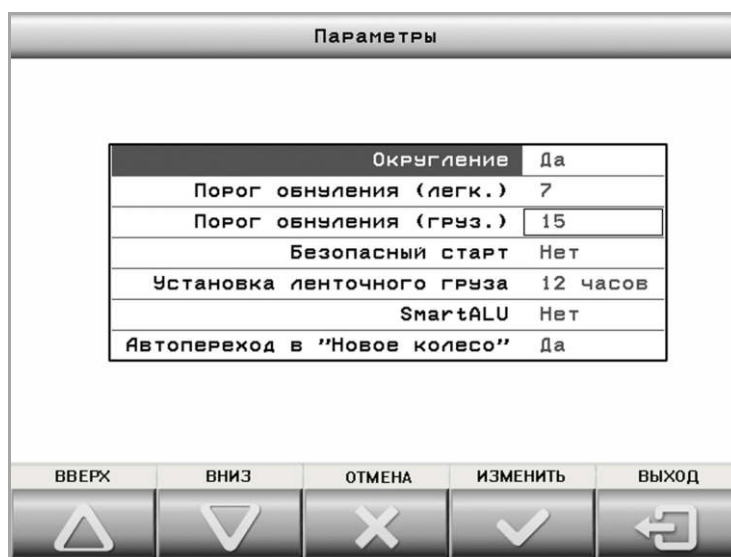 Параметры
Округление Да
Порог обнуления (легк.) 7
Порог обнуления (груз.) 15
Безопасный старт Нет
Установка ленточного груза 12 часов
SmartALU Нет
Автопереход в "Новое колесо" Да
ВВЕРХ ВНИЗ ОТМЕНА ИЗМЕНИТЬ ВЫХОД